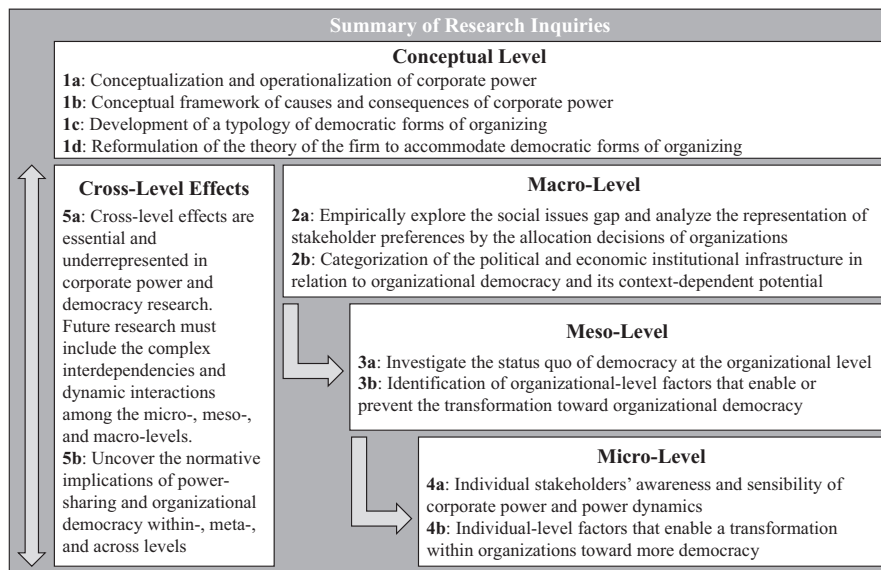 Summary of Research Inquiries
Conceptual Level
1a: Conceptualization and operationalization of corporate power
1b: Conceptual framework of causes and consequences of corporate power
1c: Development of a typology of democratic forms of organizing
1d: Reformulation of the theory of the firm to accommodate democratic forms of organizing
Cross-Level Effects
5a: Cross-level effects are
essential and
underrepresented in
corporate power and
democracy research.
Future research must
include the complex
interdependencies and
dynamic interactions
among the micro-, meso-,
and macro-levels.
5b: Uncover the normative
implications of power-
sharing and organizational
democracy within-, meta-,
and across levels
Macro-Level
2a: Empirically explore the social issues gap and analyze the representation of
stakeholder preferences by the allocation decisions of organizations
2b: Categorization of the political and economic institutional infrastructure in
relation to organizational democracy and its context-dependent potential
Meso-Level
3a: Investigate the status quo of democracy at the organizational level
3b: Identification of organizational-level factors that enable or
prevent the transformation toward organizational democracy
Micro-Level
4a: Individual stakeholders’ awareness and sensibility of
corporate power and power dynamics
4b: Individual-level factors that enable a transformation
within organizations toward more democracy